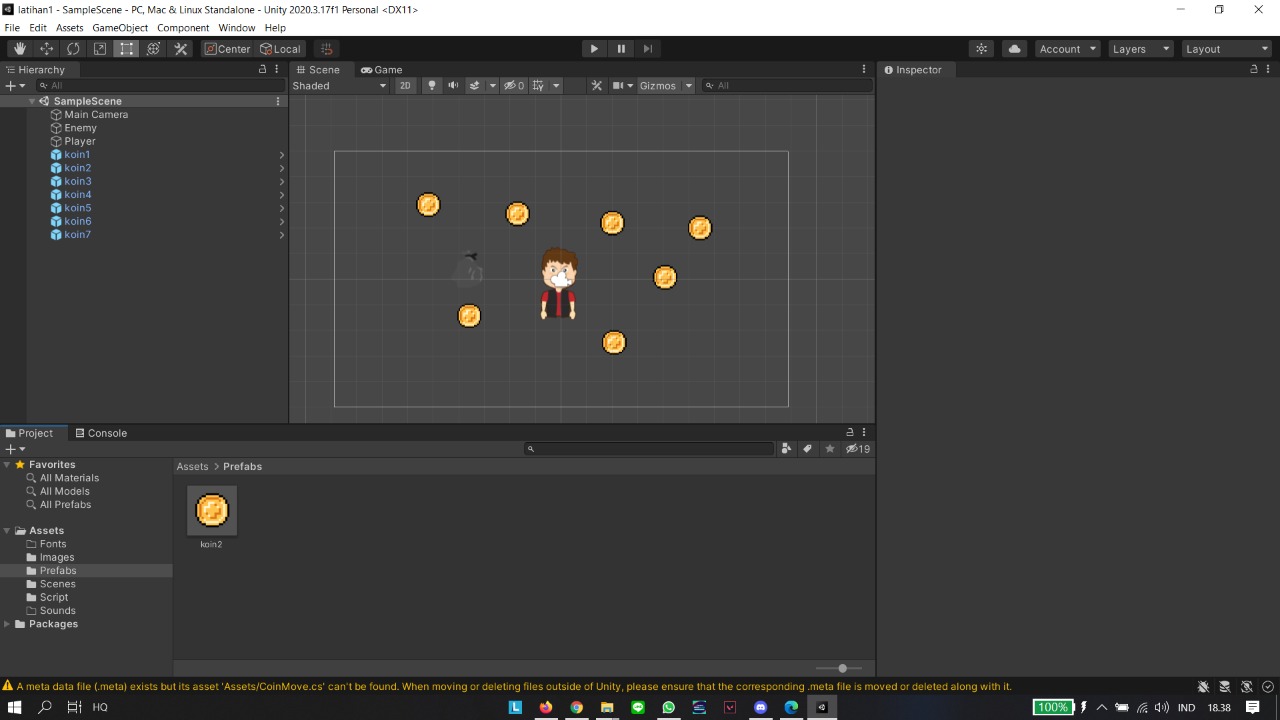 latihan1 - SampleScene - PC, Mac & Linux Standalone - Unity 2020.3.17f1 Personal <DX11>
File Edit Assets GameObject Component Window Help
Center Local Account Layers Layout
Hierarchy
All
SampleScene
Main Camera
Enemy
Player
koin1
koin2
koin3
koin4
koin5
koin6
koin7
Scene Game
Shaded 2D 0 Gizmos All
Inspector
Project Console
19
Favorites
All Materials
All Models
All Prefabs
Assets
Fonts
Images
Prefabs
Scenes
Script
Sounds
Packages
Assets > Prefabs
koin2
A meta data file (.meta) exists but its asset 'Assets/CoinMove.cs' can't be found. When moving or deleting files outside of Unity, please ensure that the corresponding .meta file is moved or deleted along with it.
HQ L 100% IND 18.38